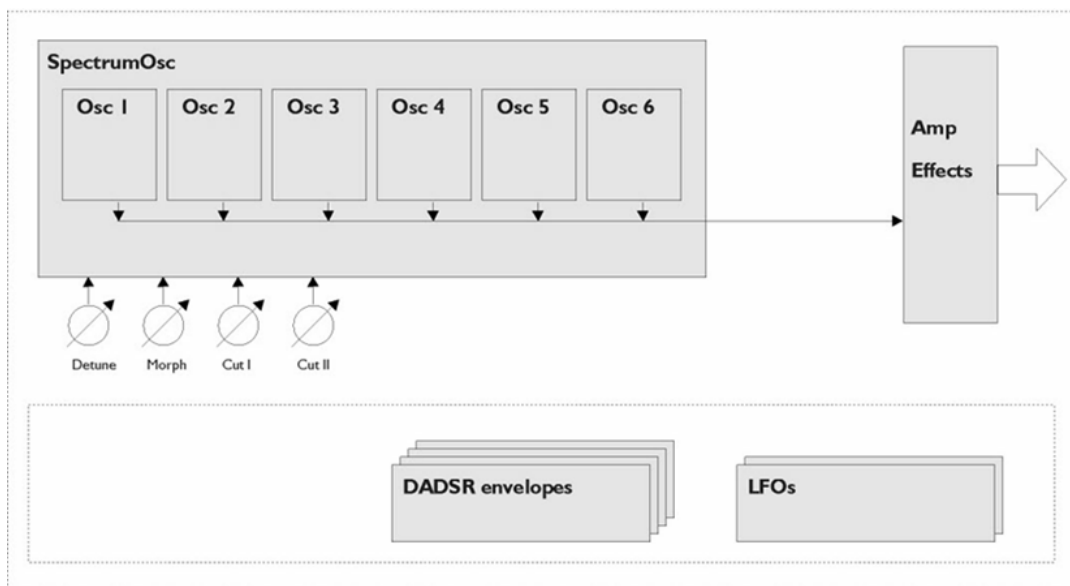 SpectrumOsc
Osc 1
Osc 2
Osc 3
Osc 4
Osc 5
Osc 6
Amp
Effects
Detune
Morph
Cut I
Cut II
DADSR envelopes
LFOs